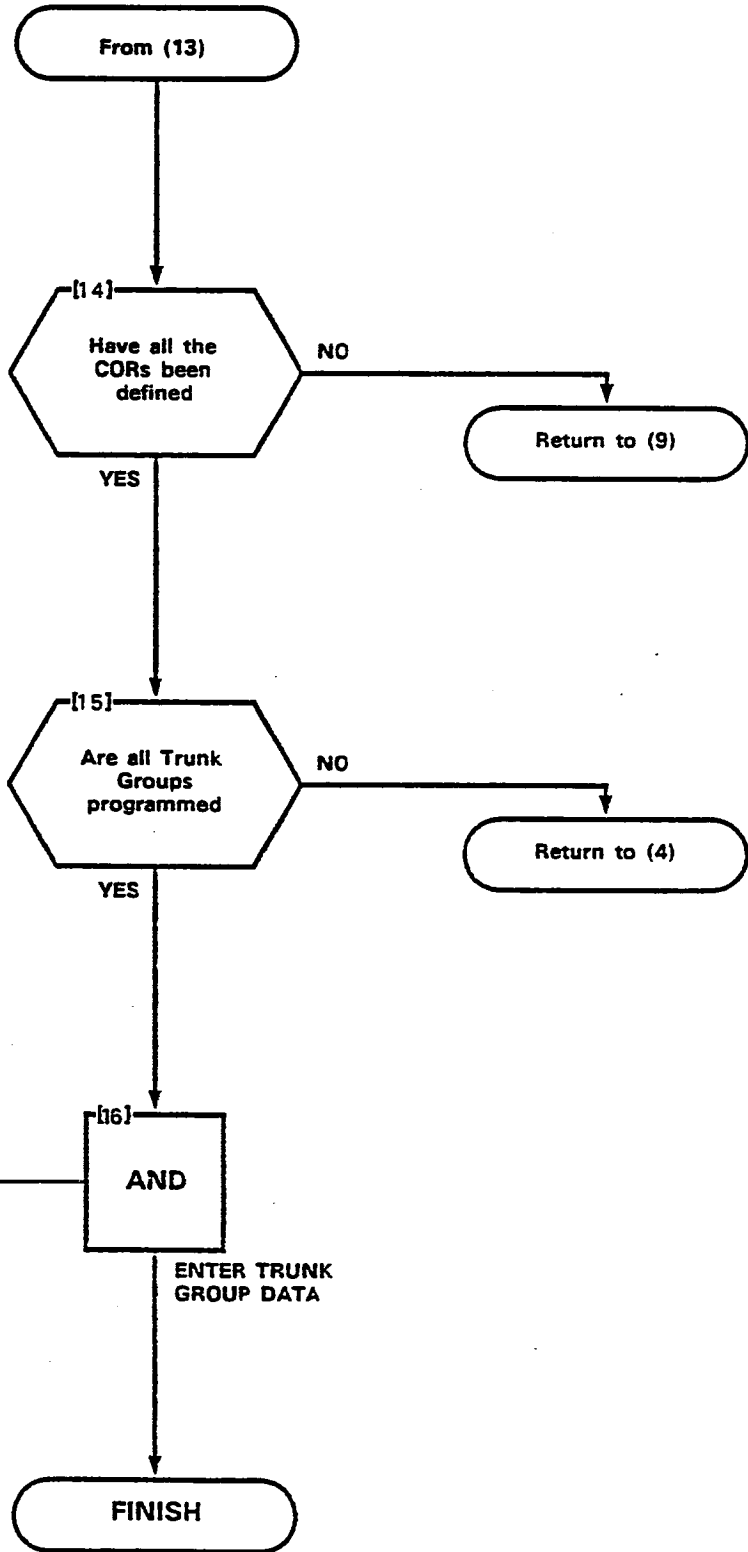 From (13)
[14]
Have all the
CORs been
defined
NO
Return to (9)
YES
[15]
Are all Trunk
Groups
programmed
NO
Return to (4)
YES
[16]
AND
ENTER TRUNK
GROUP DATA
FINISH